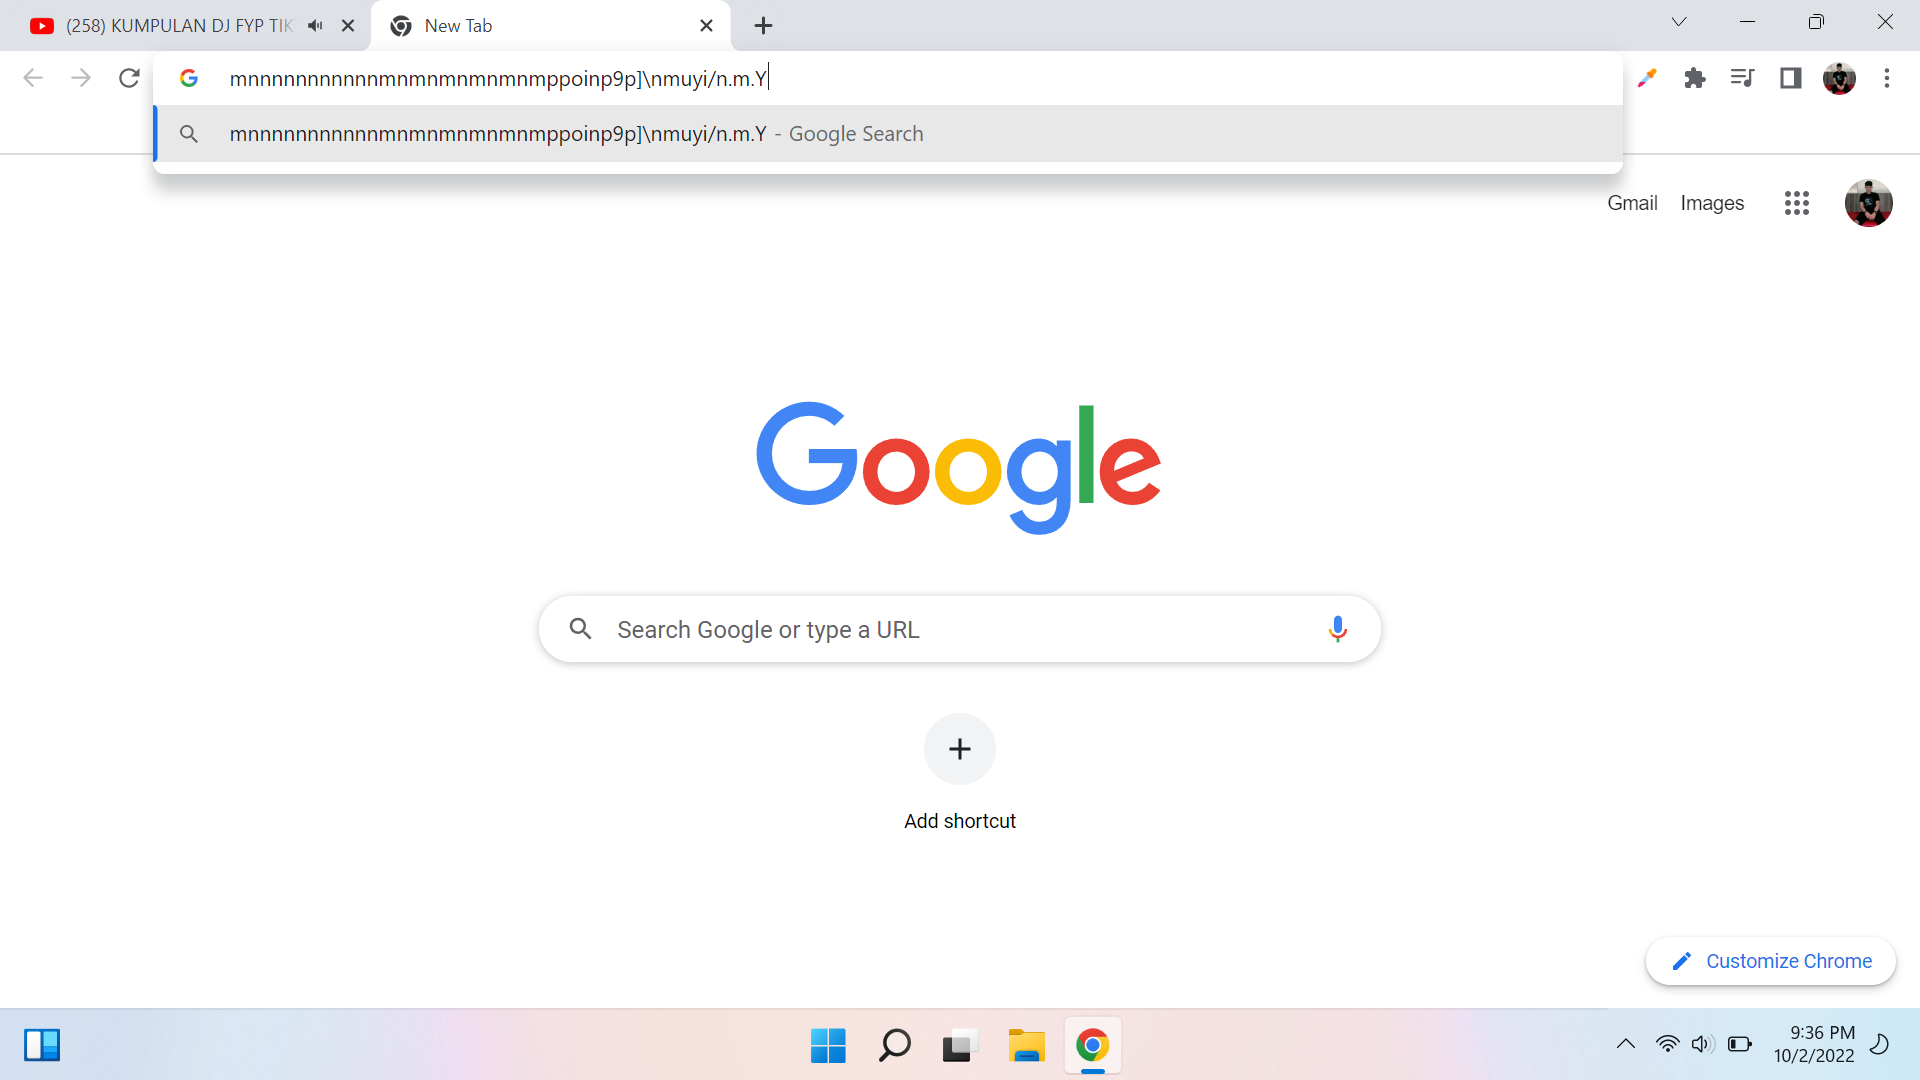 (258) KUMPULAN DJ FYP TIK
New Tab
mnnnnnnnnnnnmnmnmnmnmnmppoinp9p]\nmuyi/n.m.Y
mnnnnnnnnnnnmnmnmnmnmnmppoinp9p]\nmuyi/n.m.Y - Google Search
Gmail Images
Google
Search Google or type a URL
Add shortcut
Customize Chrome
9:36 PM
10/2/2022